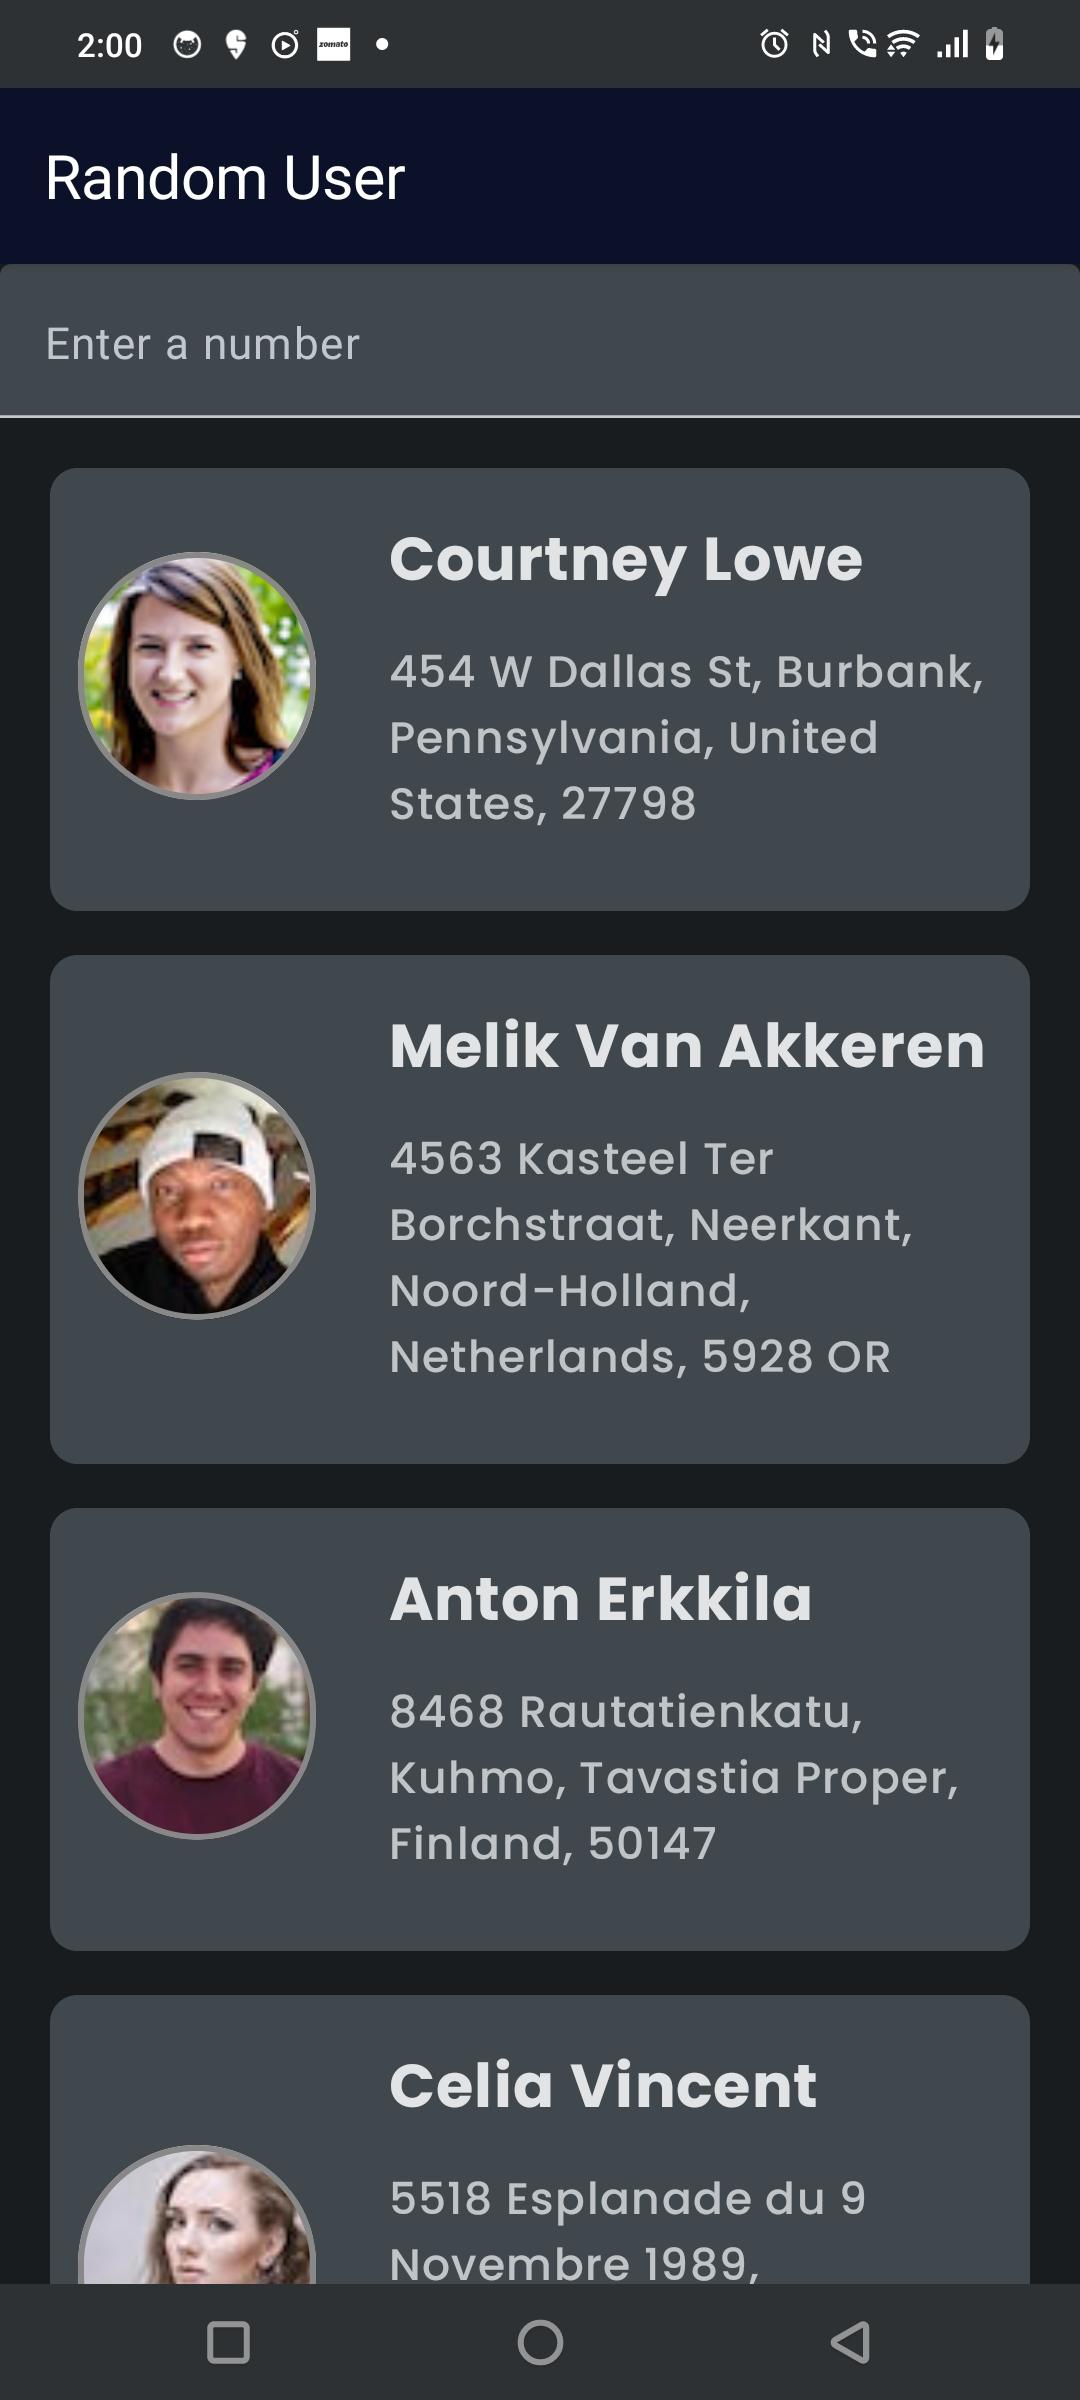 2:00
zomato
Random User
Enter a number
Courtney Lowe
454 W Dallas St, Burbank,
Pennsylvania, United
States, 27798
Melik Van Akkeren
4563 Kasteel Ter
Borchstraat, Neerkant,
Noord-Holland,
Netherlands, 5928 OR
Anton Erkkila
8468 Rautatienkatu,
Kuhmo, Tavastia Proper,
Finland, 50147
Celia Vincent
5518 Esplanade du 9
Novembre 1989,